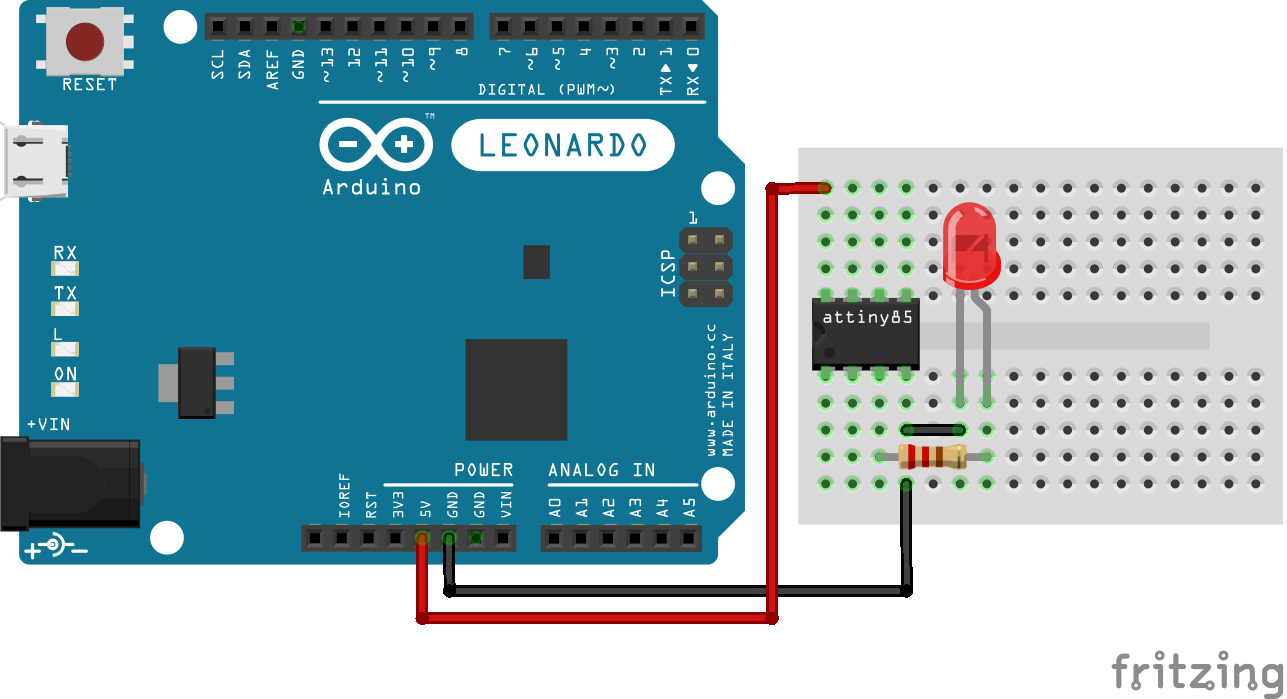 RESET
SCL
SDA
AREF
GND
~13
12
~11
~10
~9
8
7
~6
~5
4
~3
2
TX▶ 1
RX◀ 0
DIGITAL (PWM~)
TM
LEONARDO
Arduino
1
ICSP
RX
TX
L
ON
+VIN
attiny85
www.arduino.cc
MADE IN ITALY
POWER
ANALOG IN
IOREF
RST
3V3
5V
GND
GND
VIN
A0
A1
A2
A3
A4
A5
+ −
fritzing